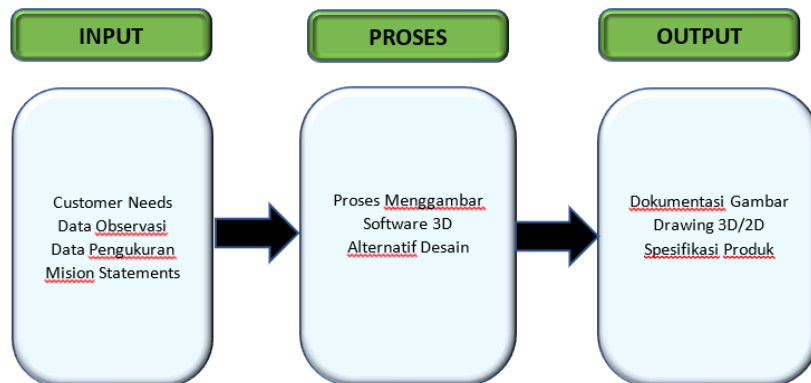 INPUT
PROSES
OUTPUT
Customer Needs
Data Observasi
Data Pengukuran
Mision Statements
Proses Menggambar
Software 3D
Alternatif Desain
Dokumentasi Gambar
Drawing 3D/2D
Spesifikasi Produk